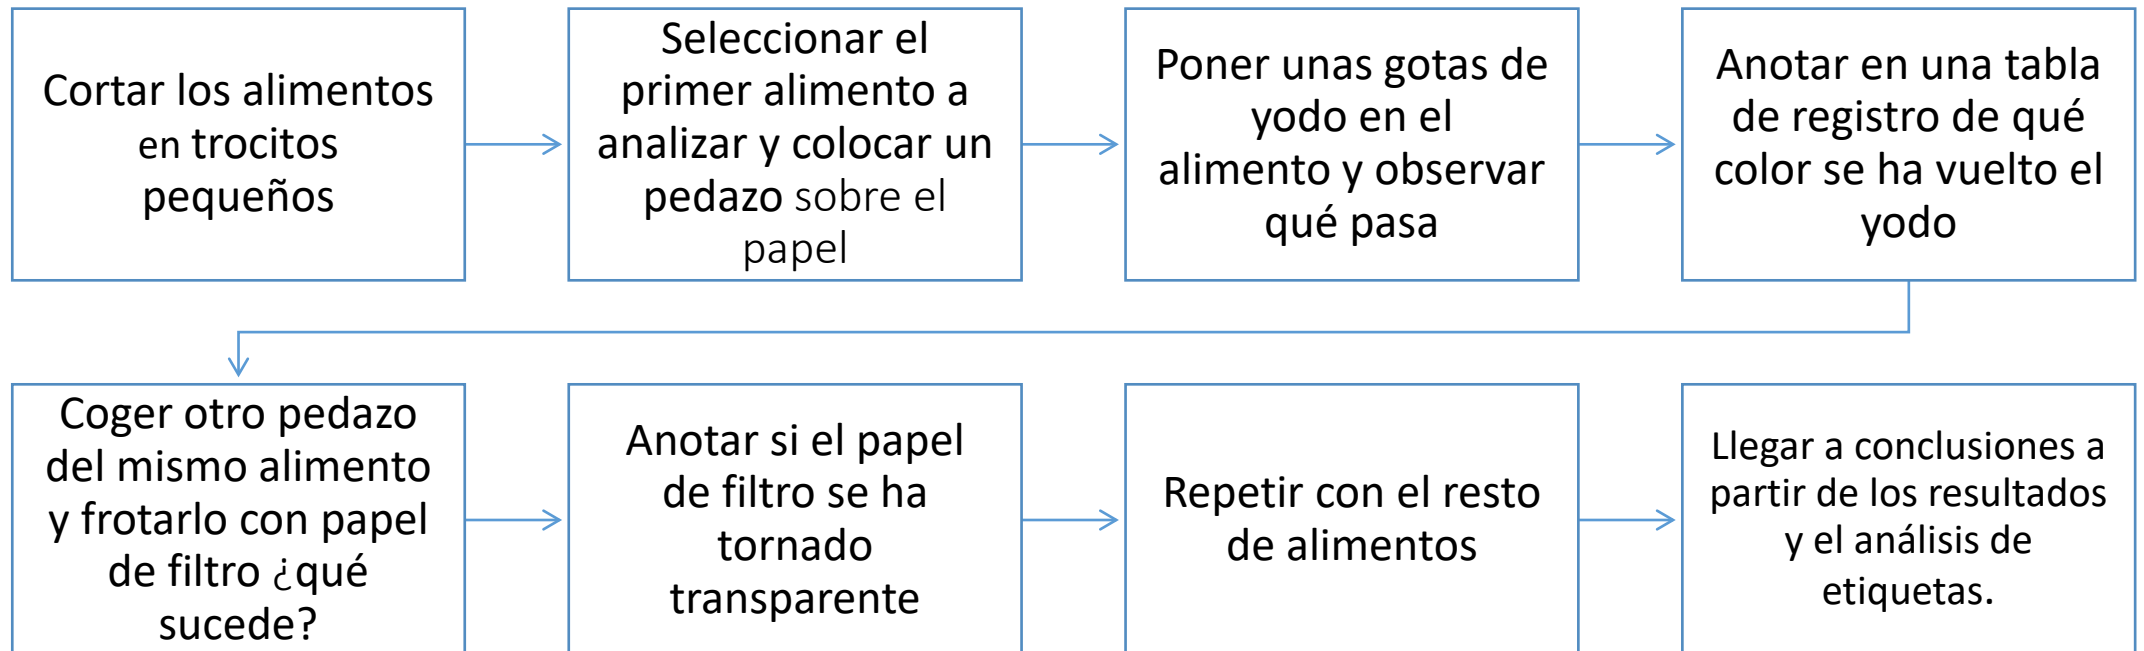 Cortar los alimentos
en trocitos
pequeños
Seleccionar el
primer alimento a
analizar y colocar un
pedazo sobre el
papel
Poner unas gotas de
yodo en el
alimento y observar
qué pasa
Anotar en una tabla
de registro de qué
color se ha vuelto el
yodo
Coger otro pedazo
del mismo alimento
y frotarlo con papel
de filtro ¿qué
sucede?
Anotar si el papel
de filtro se ha
tornado
transparente
Repetir con el resto
de alimentos
Llegar a conclusiones a
partir de los resultados
y el análisis de
etiquetas.